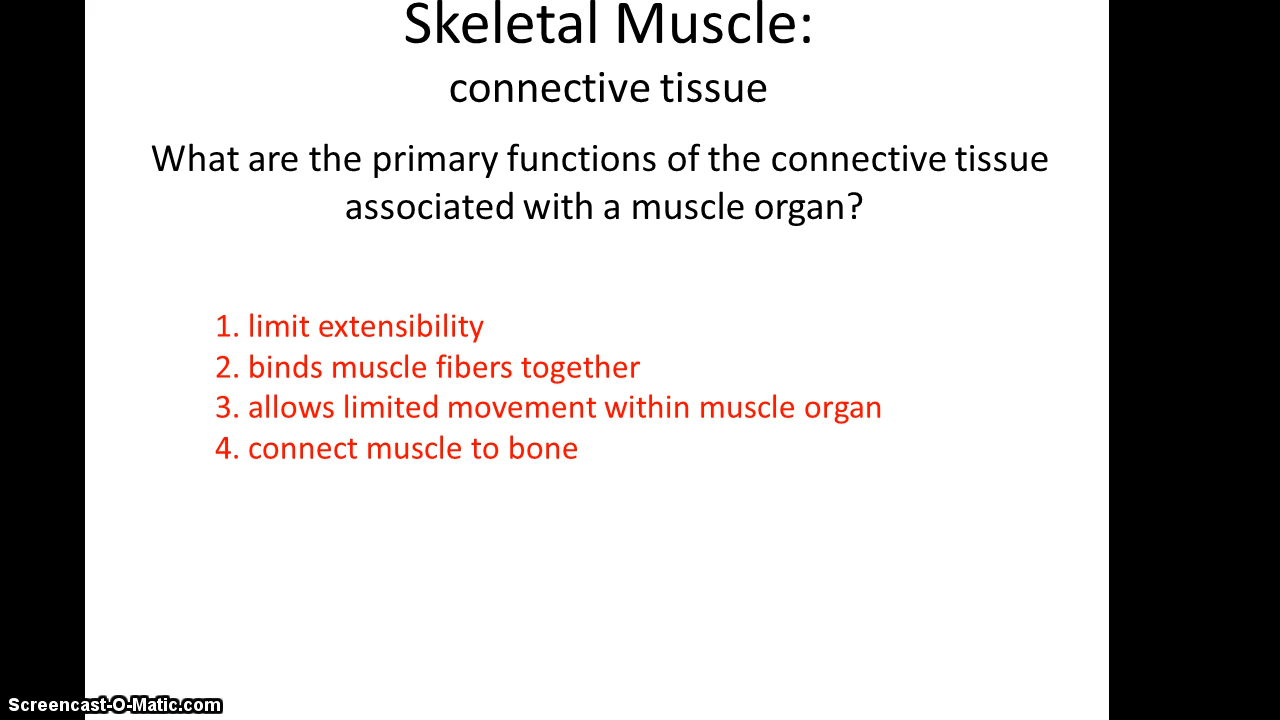 Skeletal Muscle:
connective tissue
What are the primary functions of the connective tissue
associated with a muscle organ?
1. limit extensibility
2. binds muscle fibers together
3. allows limited movement within muscle organ
4. connect muscle to bone
Screencast-O-Matic.com